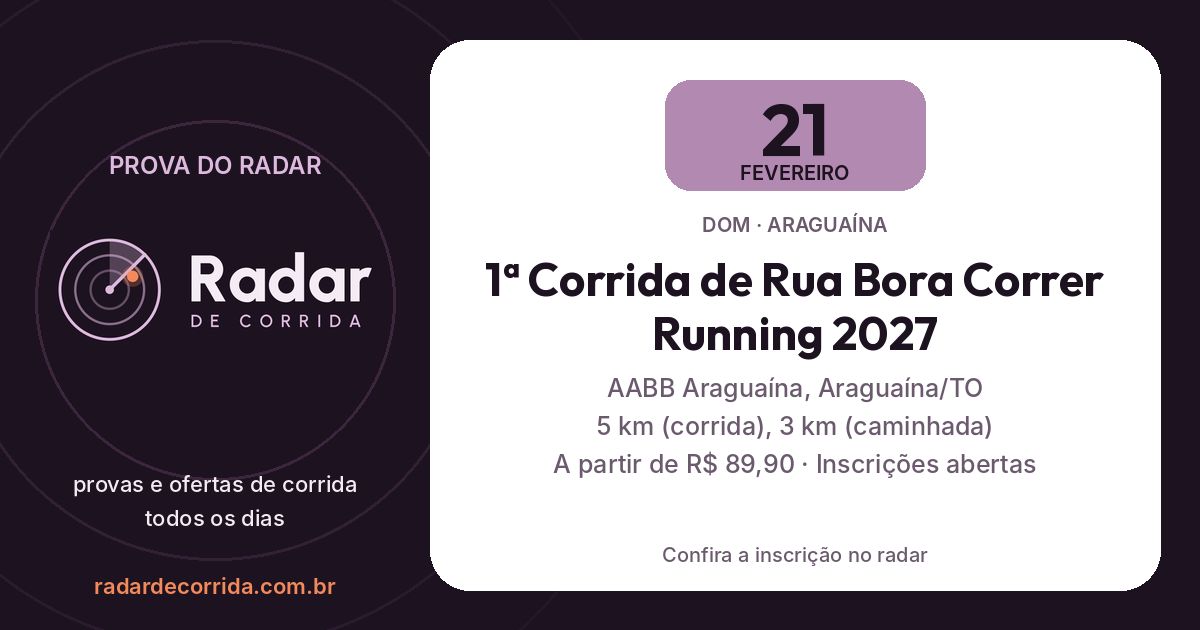 PROVA DO RADAR
Radar
DE CORRIDA
provas e ofertas de corrida
todos os dias
radardecorrida.com.br
21
FEVEREIRO
DOM · ARAGUAÍNA
1ª Corrida de Rua Bora Correr
Running 2027
AABB Araguaína, Araguaína/TO
5 km (corrida), 3 km (caminhada)
A partir de R$ 89,90 · Inscrições abertas
Confira a inscrição no radar